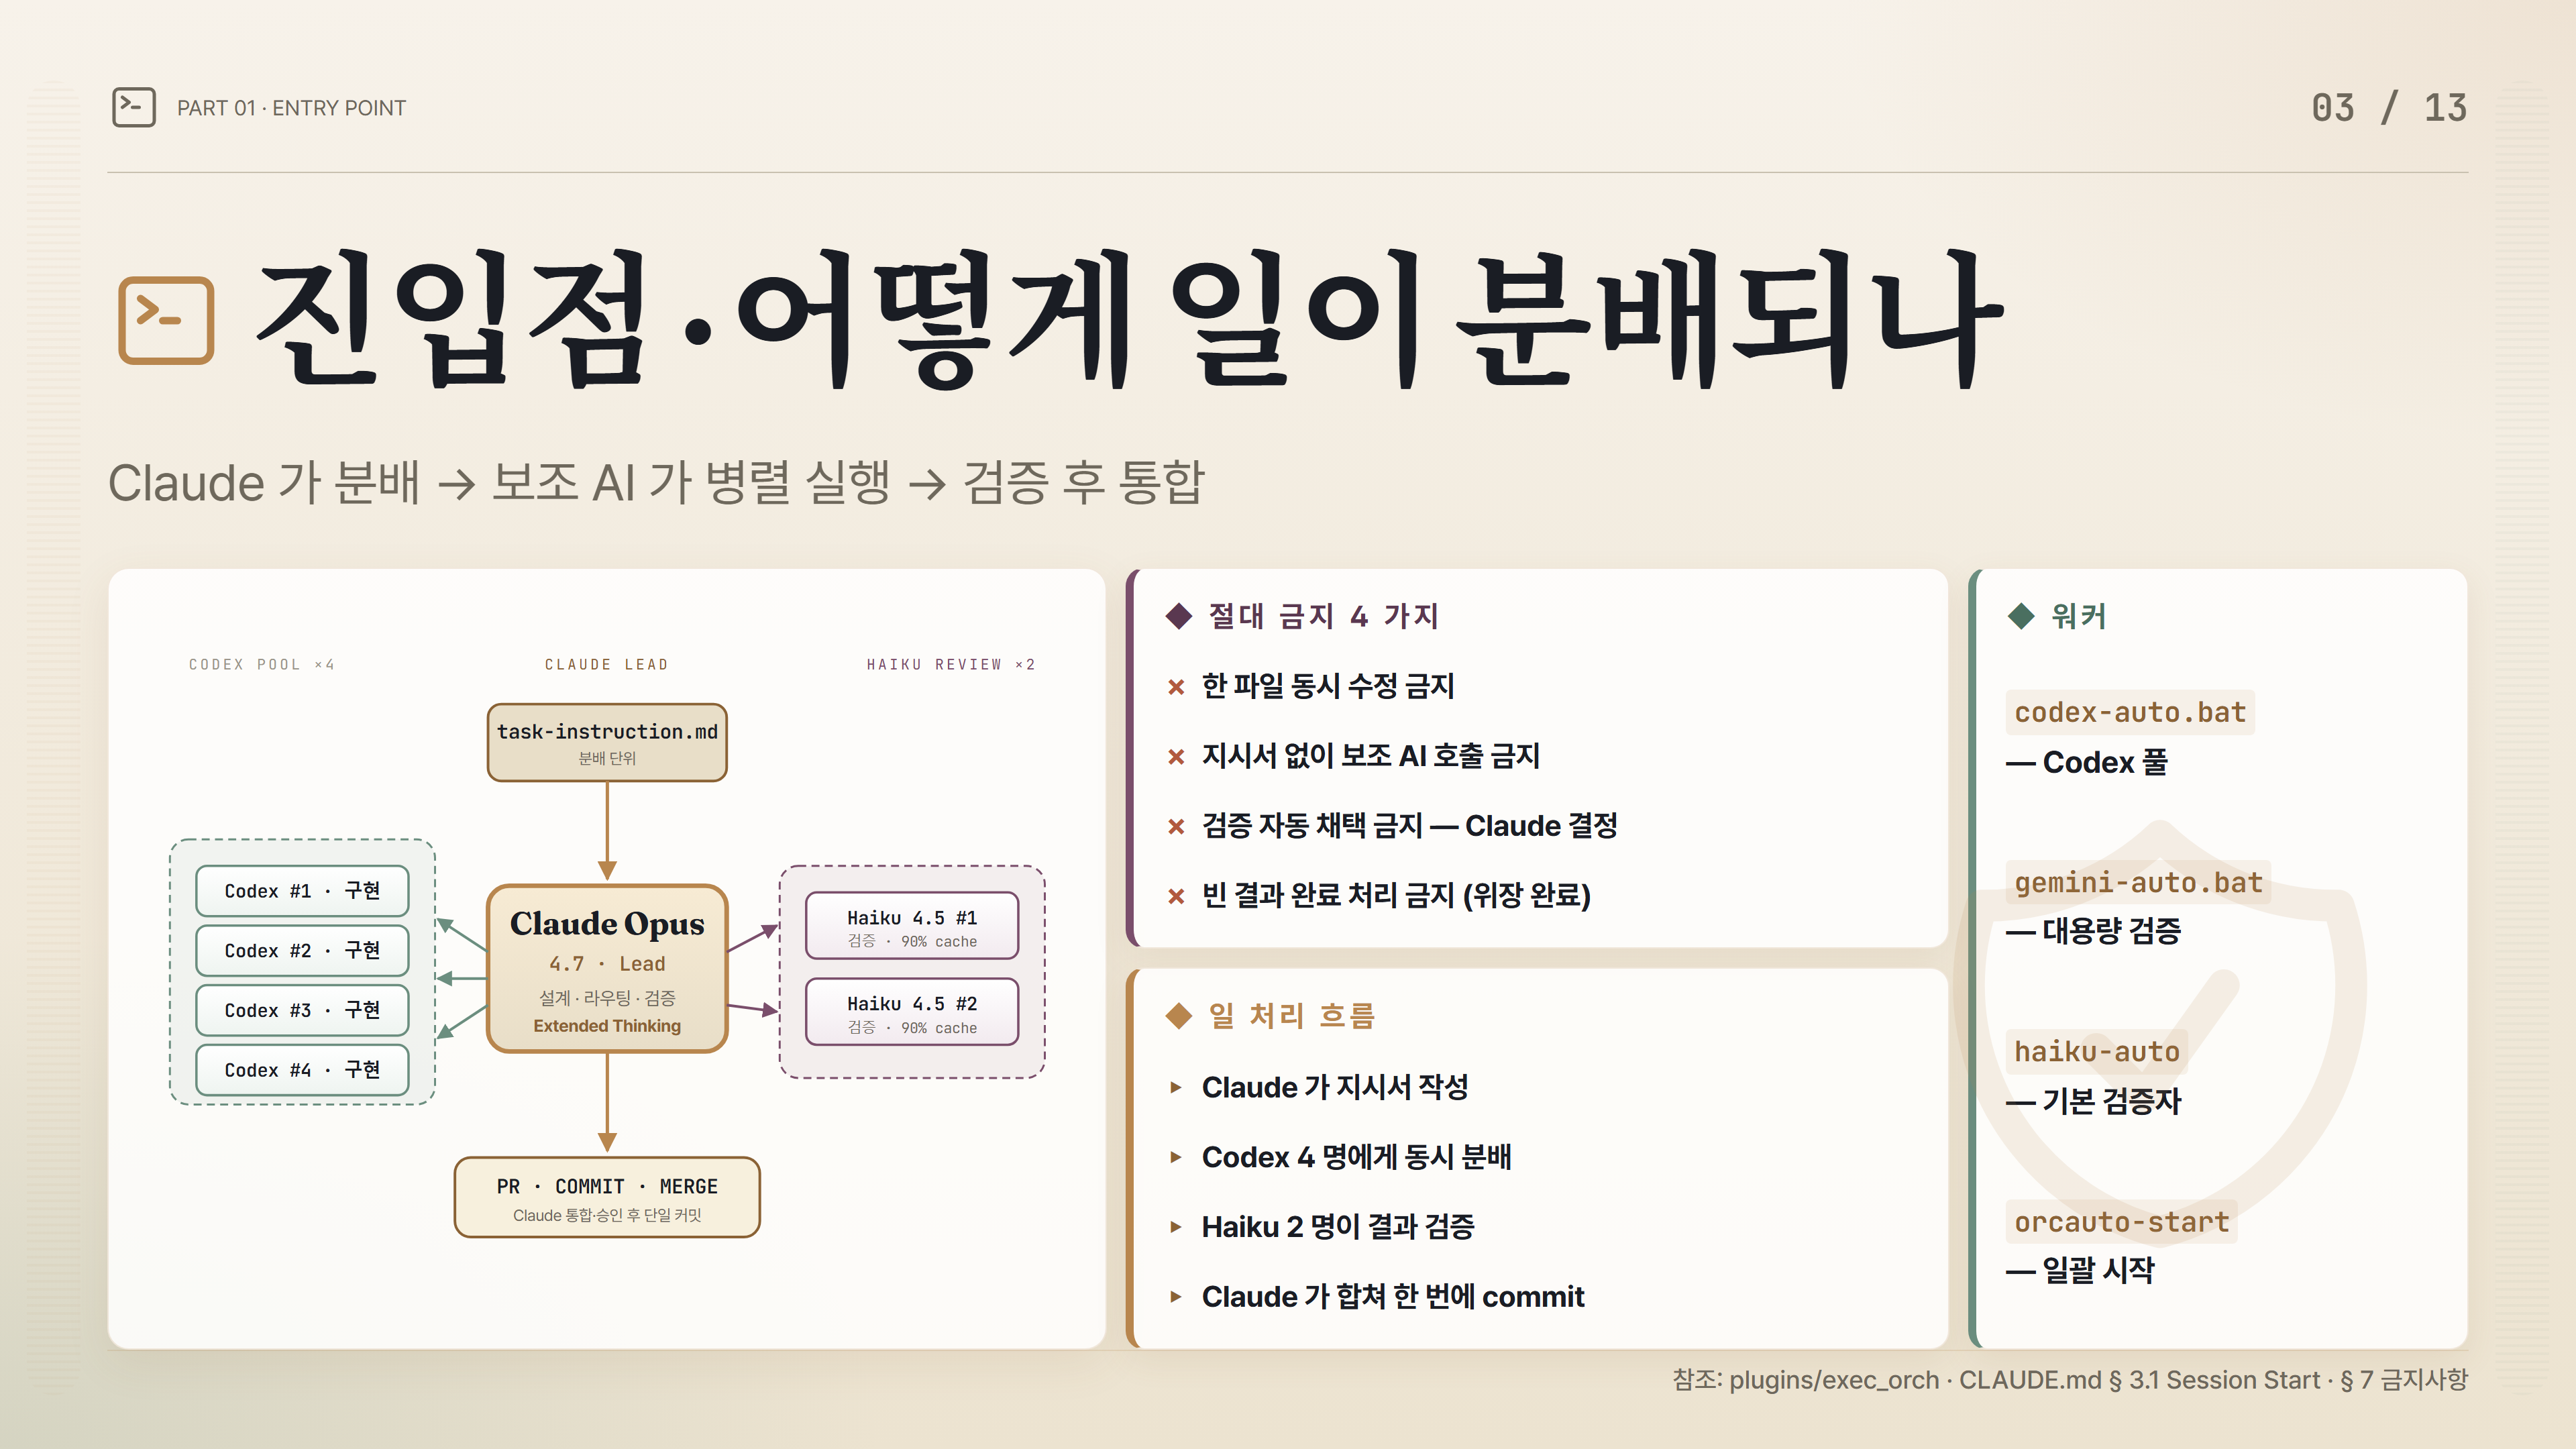 PART 01 · ENTRY POINT
03 / 13
진입점 · 어떻게 일이 분배되나
Claude 가 분배 → 보조 AI 가 병렬 실행 → 검증 후 통합
CODEX POOL ×4
CLAUDE LEAD
HAIKU REVIEW ×2
task-instruction.md
분배 단위
Codex #1 · 구현
Codex #2 · 구현
Codex #3 · 구현
Codex #4 · 구현
Claude Opus
4.7 · Lead
설계 · 라우팅 · 검증
Extended Thinking
Haiku 4.5 #1
검증 · 90% cache
Haiku 4.5 #2
검증 · 90% cache
PR · COMMIT · MERGE
Claude 통합·승인 후 단일 커밋
◆ 절대 금지 4 가지
× 한 파일 동시 수정 금지
× 지시서 없이 보조 AI 호출 금지
× 검증 자동 채택 금지 — Claude 결정
× 빈 결과 완료 처리 금지 (위장 완료)
◆ 일 처리 흐름
▸ Claude 가 지시서 작성
▸ Codex 4 명에게 동시 분배
▸ Haiku 2 명이 결과 검증
▸ Claude 가 합쳐 한 번에 commit
◆ 워커
codex-auto.bat
— Codex 풀
gemini-auto.bat
— 대용량 검증
haiku-auto
— 기본 검증자
orcauto-start
— 일괄 시작
참조: plugins/exec_orch · CLAUDE.md § 3.1 Session Start · § 7 금지사항